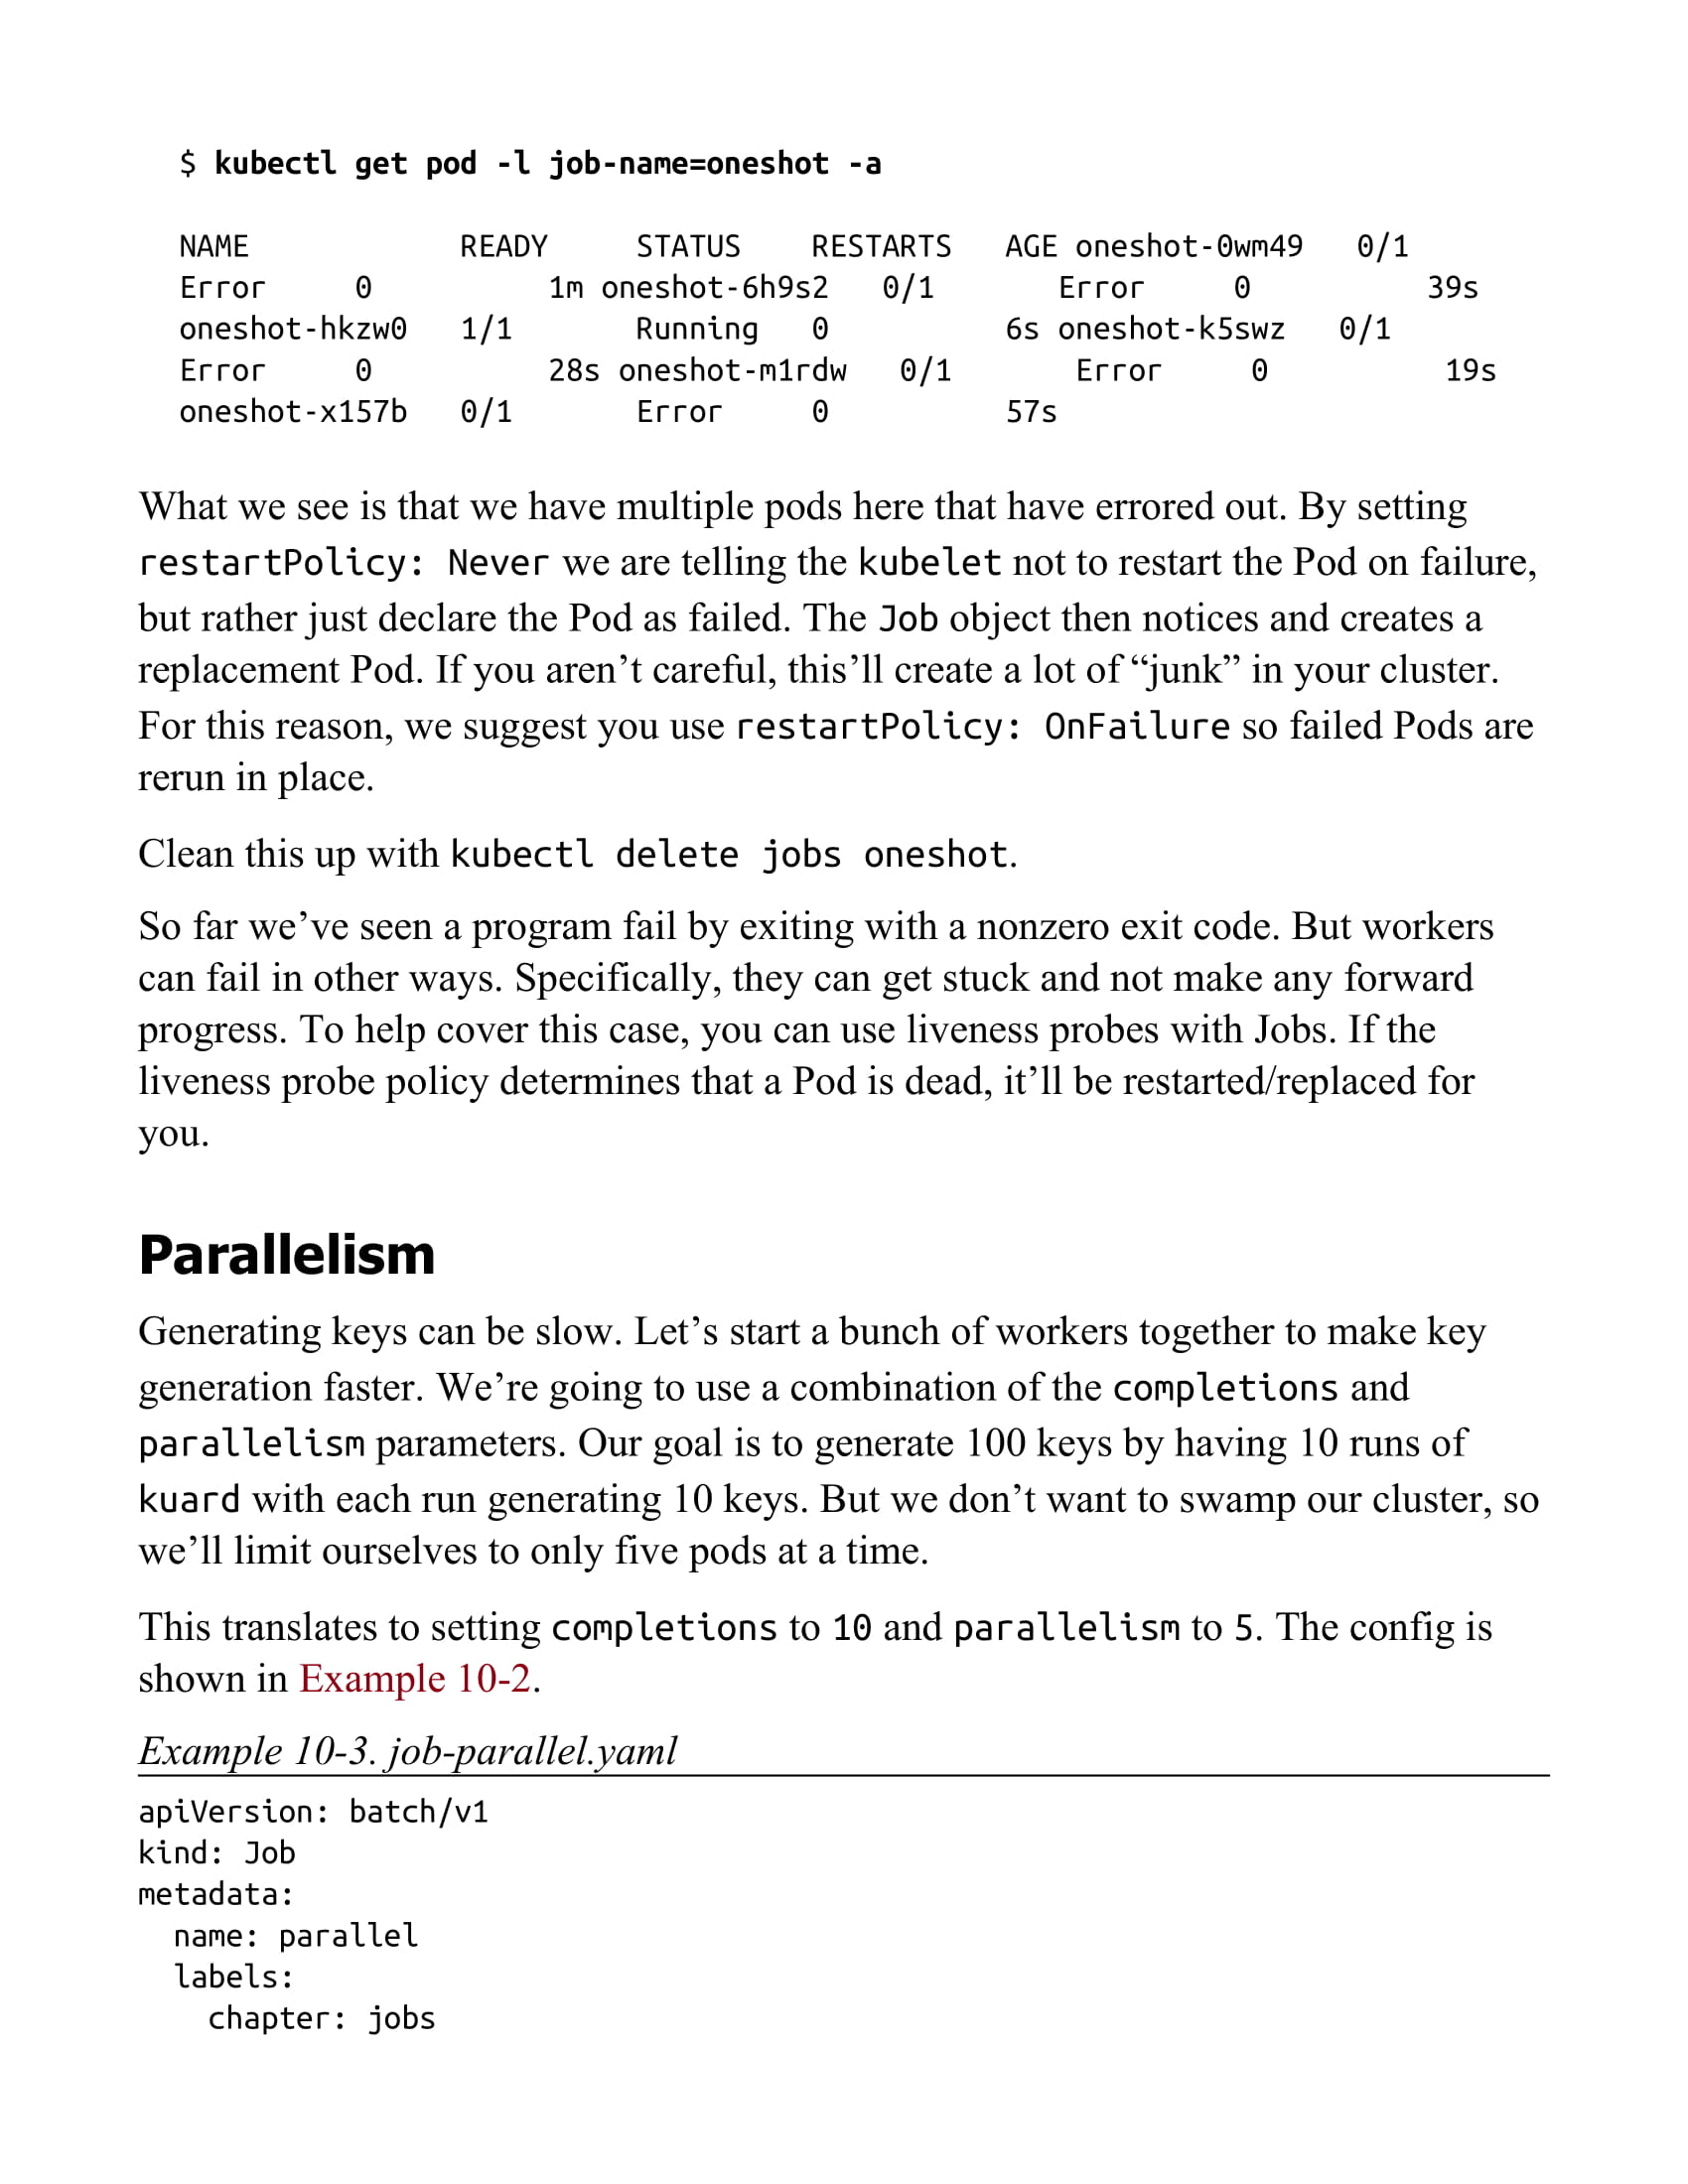 $ kubectl get pod -l job-name=oneshot -a
NAME            READY     STATUS    RESTARTS   AGE oneshot-0wm49   0/1
Error     0          1m oneshot-6h9s2   0/1       Error     0          39s
oneshot-hkzw0   1/1       Running   0          6s oneshot-k5swz   0/1
Error     0          28s oneshot-m1rdw   0/1       Error     0          19s
oneshot-x157b   0/1       Error     0          57s
What we see is that we have multiple pods here that have errored out. By setting
restartPolicy: Never we are telling the kubelet not to restart the Pod on failure,
but rather just declare the Pod as failed. The Job object then notices and creates a
replacement Pod. If you aren’t careful, this’ll create a lot of “junk” in your cluster.
For this reason, we suggest you use restartPolicy: OnFailure so failed Pods are
rerun in place.
Clean this up with kubectl delete jobs oneshot.
So far we’ve seen a program fail by exiting with a nonzero exit code. But workers
can fail in other ways. Specifically, they can get stuck and not make any forward
progress. To help cover this case, you can use liveness probes with Jobs. If the
liveness probe policy determines that a Pod is dead, it’ll be restarted/replaced for
you.
Parallelism
Generating keys can be slow. Let’s start a bunch of workers together to make key
generation faster. We’re going to use a combination of the completions and
parallelism parameters. Our goal is to generate 100 keys by having 10 runs of
kuard with each run generating 10 keys. But we don’t want to swamp our cluster, so
we’ll limit ourselves to only five pods at a time.
This translates to setting completions to 10 and parallelism to 5. The config is
shown in Example 10-2.
Example 10-3. job-parallel.yaml
apiVersion: batch/v1
kind: Job
metadata:
  name: parallel
  labels:
    chapter: jobs